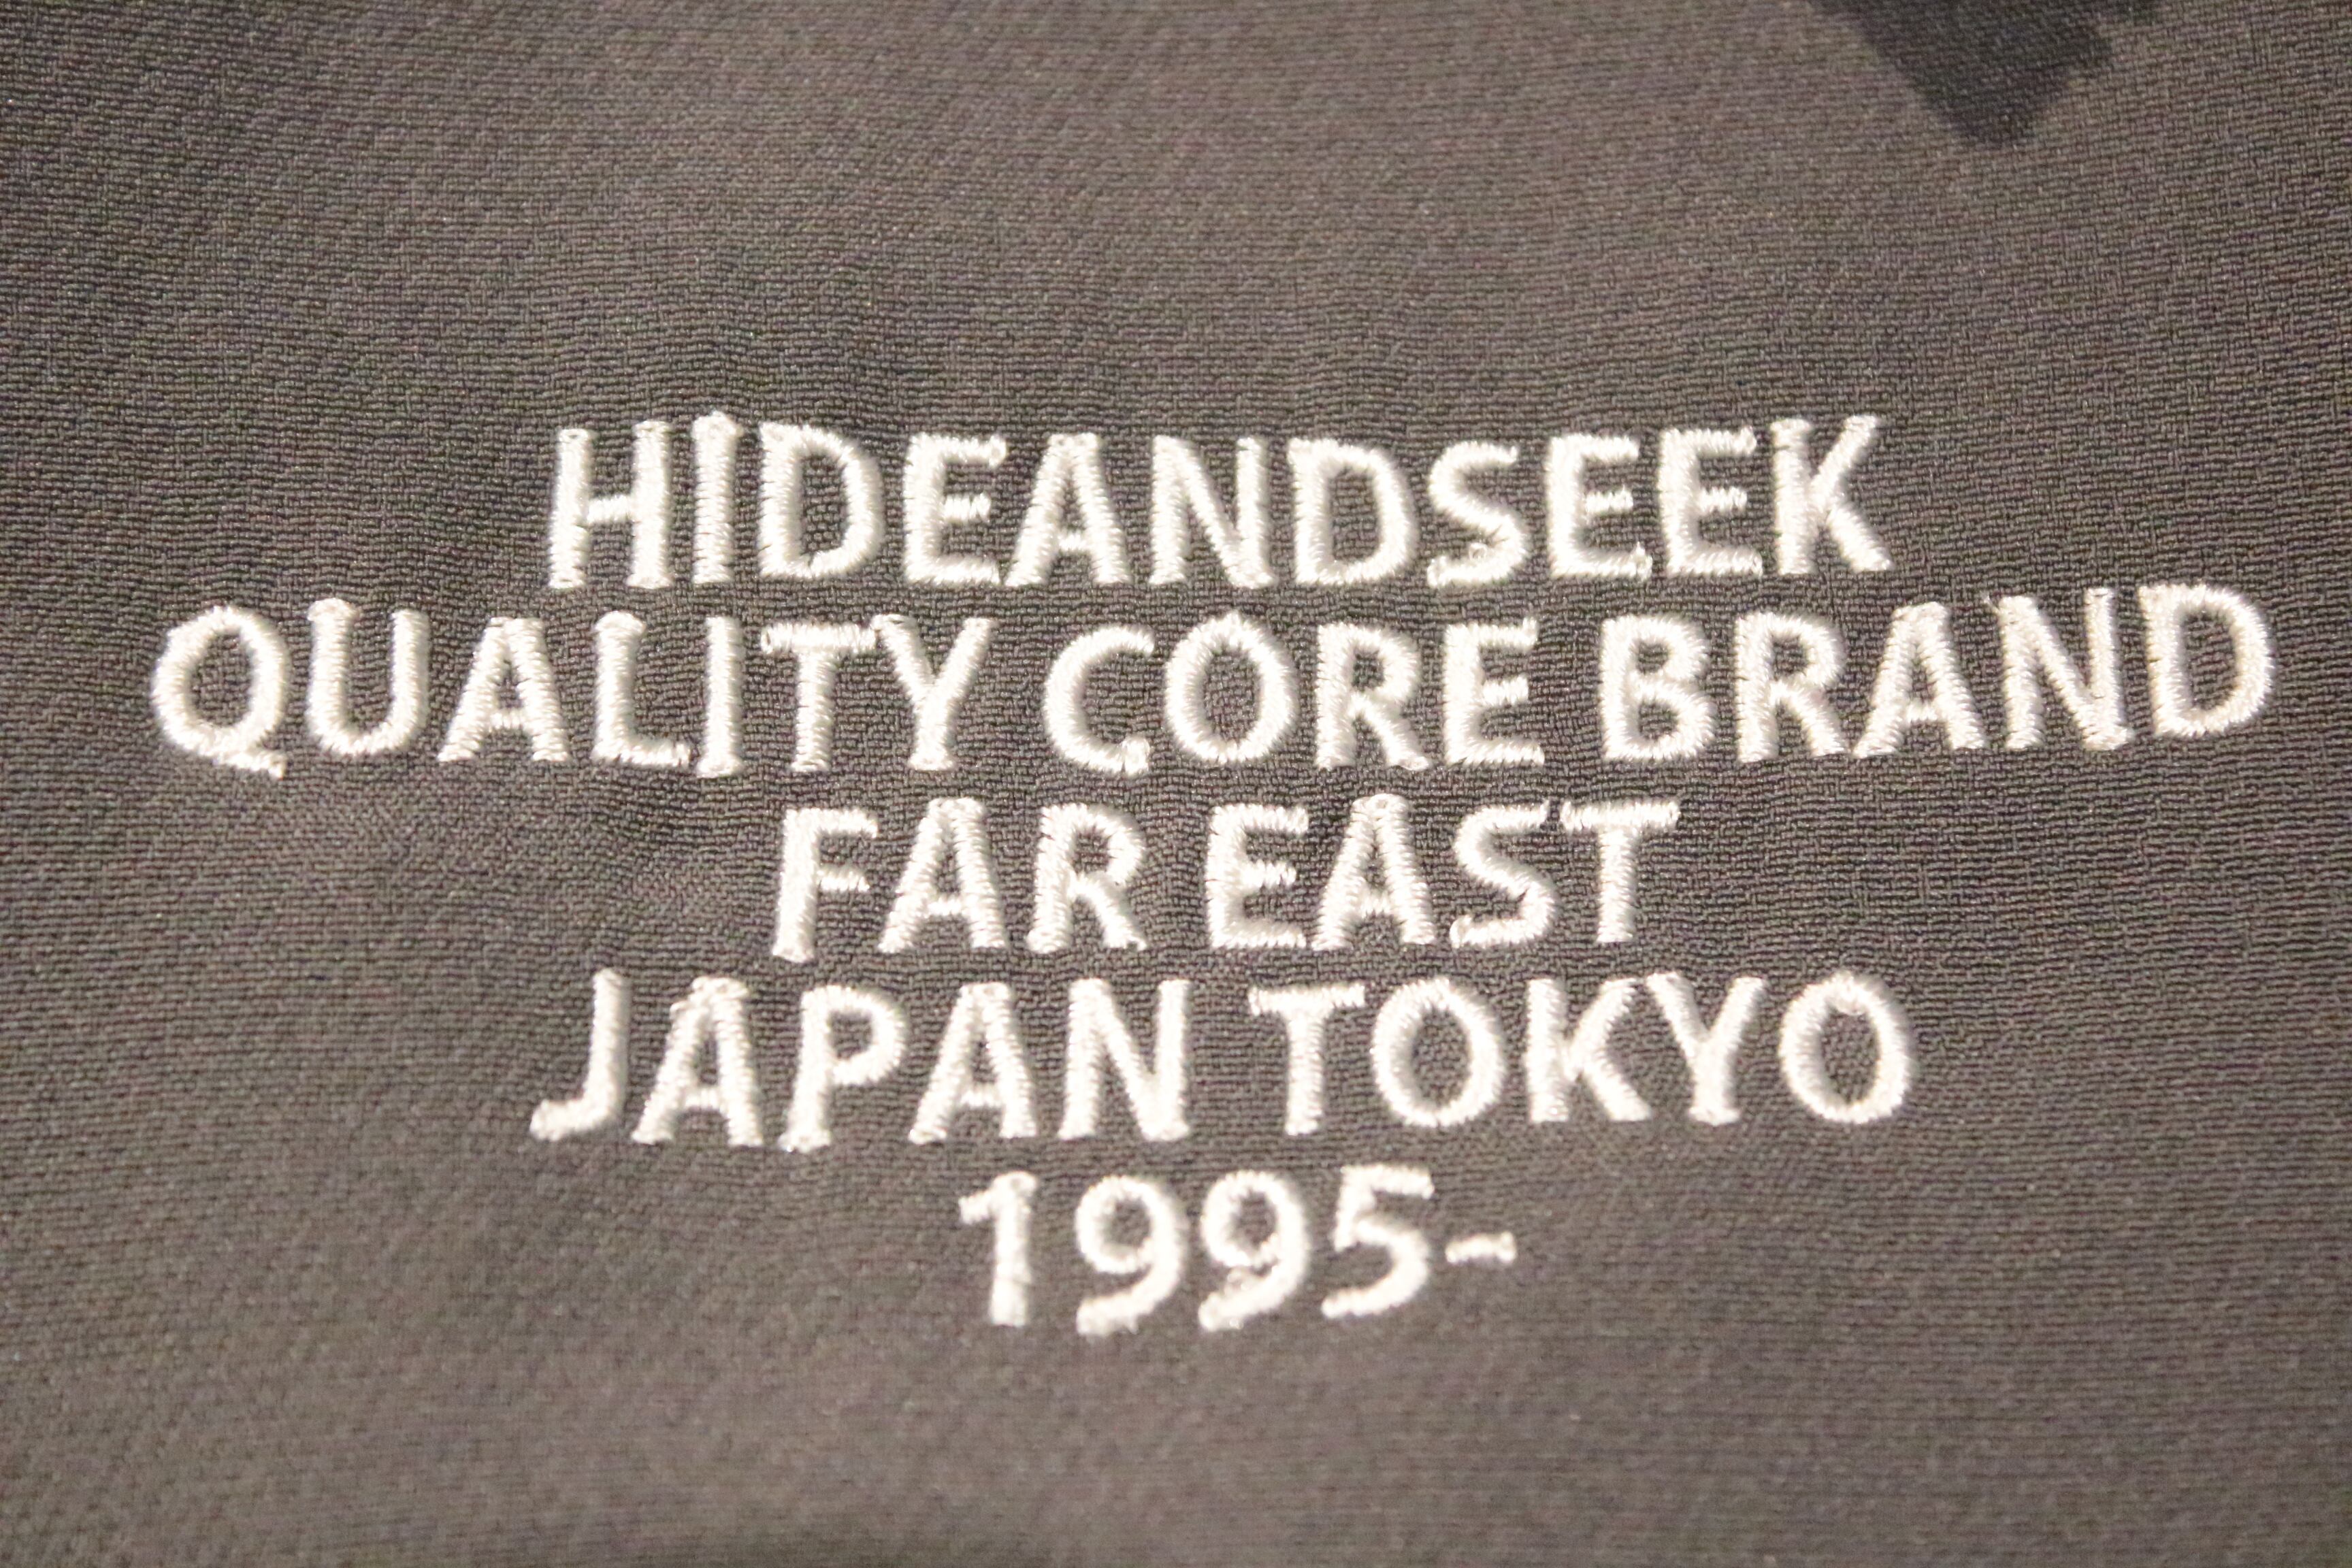 HIDEANDSEEK
QUALITY CORE BRAND
FAR EAST
JAPAN TOKYO
1995-